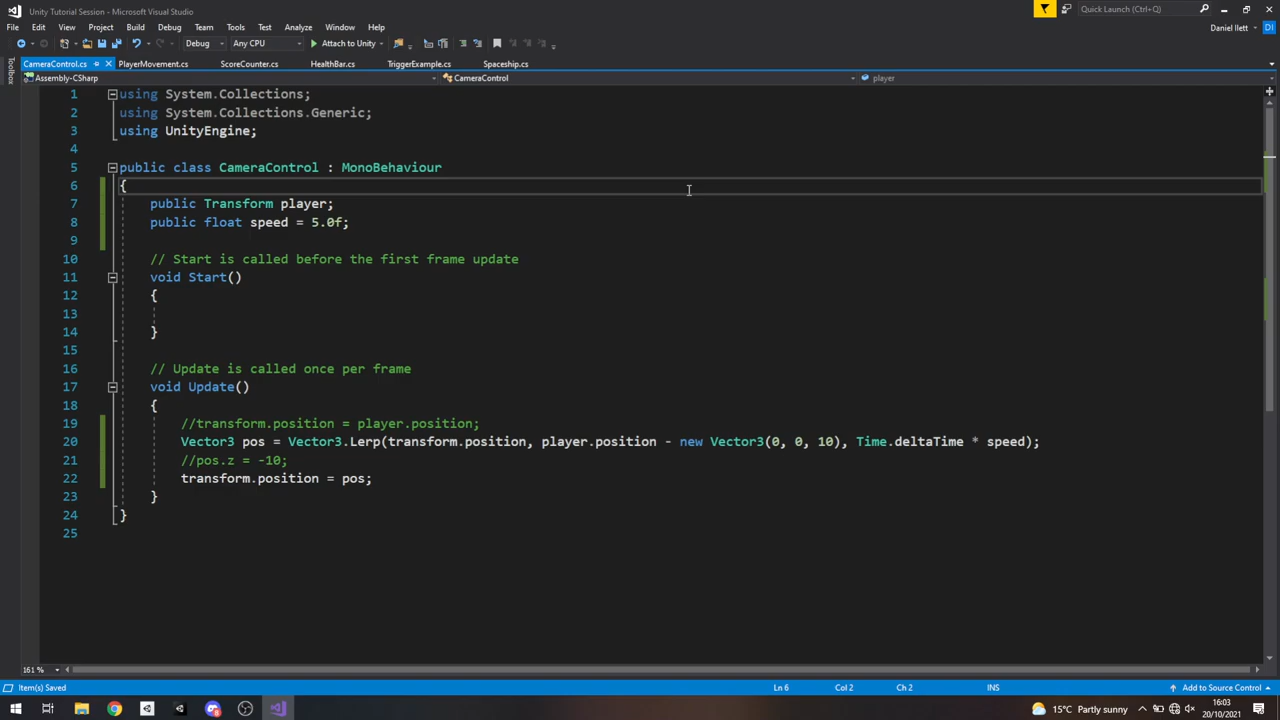 Unity Tutorial Session - Microsoft Visual Studio
Quick Launch (Ctrl+Q)
File Edit View Project Build Debug Team Tools Test Analyze Window Help
Daniel Ilett DI
Debug Any CPU Attach to Unity
CameraControl.cs PlayerMovement.cs ScoreCounter.cs HealthBar.cs TriggerExample.cs Spaceship.cs
Toolbox
Assembly-CSharp CameraControl player
1 using System.Collections;
2 using System.Collections.Generic;
3 using UnityEngine;
4
5 public class CameraControl : MonoBehaviour
6 {
7 public Transform player;
8 public float speed = 5.0f;
9
10 // Start is called before the first frame update
11 void Start()
12 {
13
14 }
15
16 // Update is called once per frame
17 void Update()
18 {
19 //transform.position = player.position;
20 Vector3 pos = Vector3.Lerp(transform.position, player.position - new Vector3(0, 0, 10), Time.deltaTime * speed);
21 //pos.z = -10;
22 transform.position = pos;
23 }
24 }
25
161 %
Item(s) Saved Ln 6 Col 2 Ch 2 INS Add to Source Control
15°C Partly sunny 16:03
20/10/2021